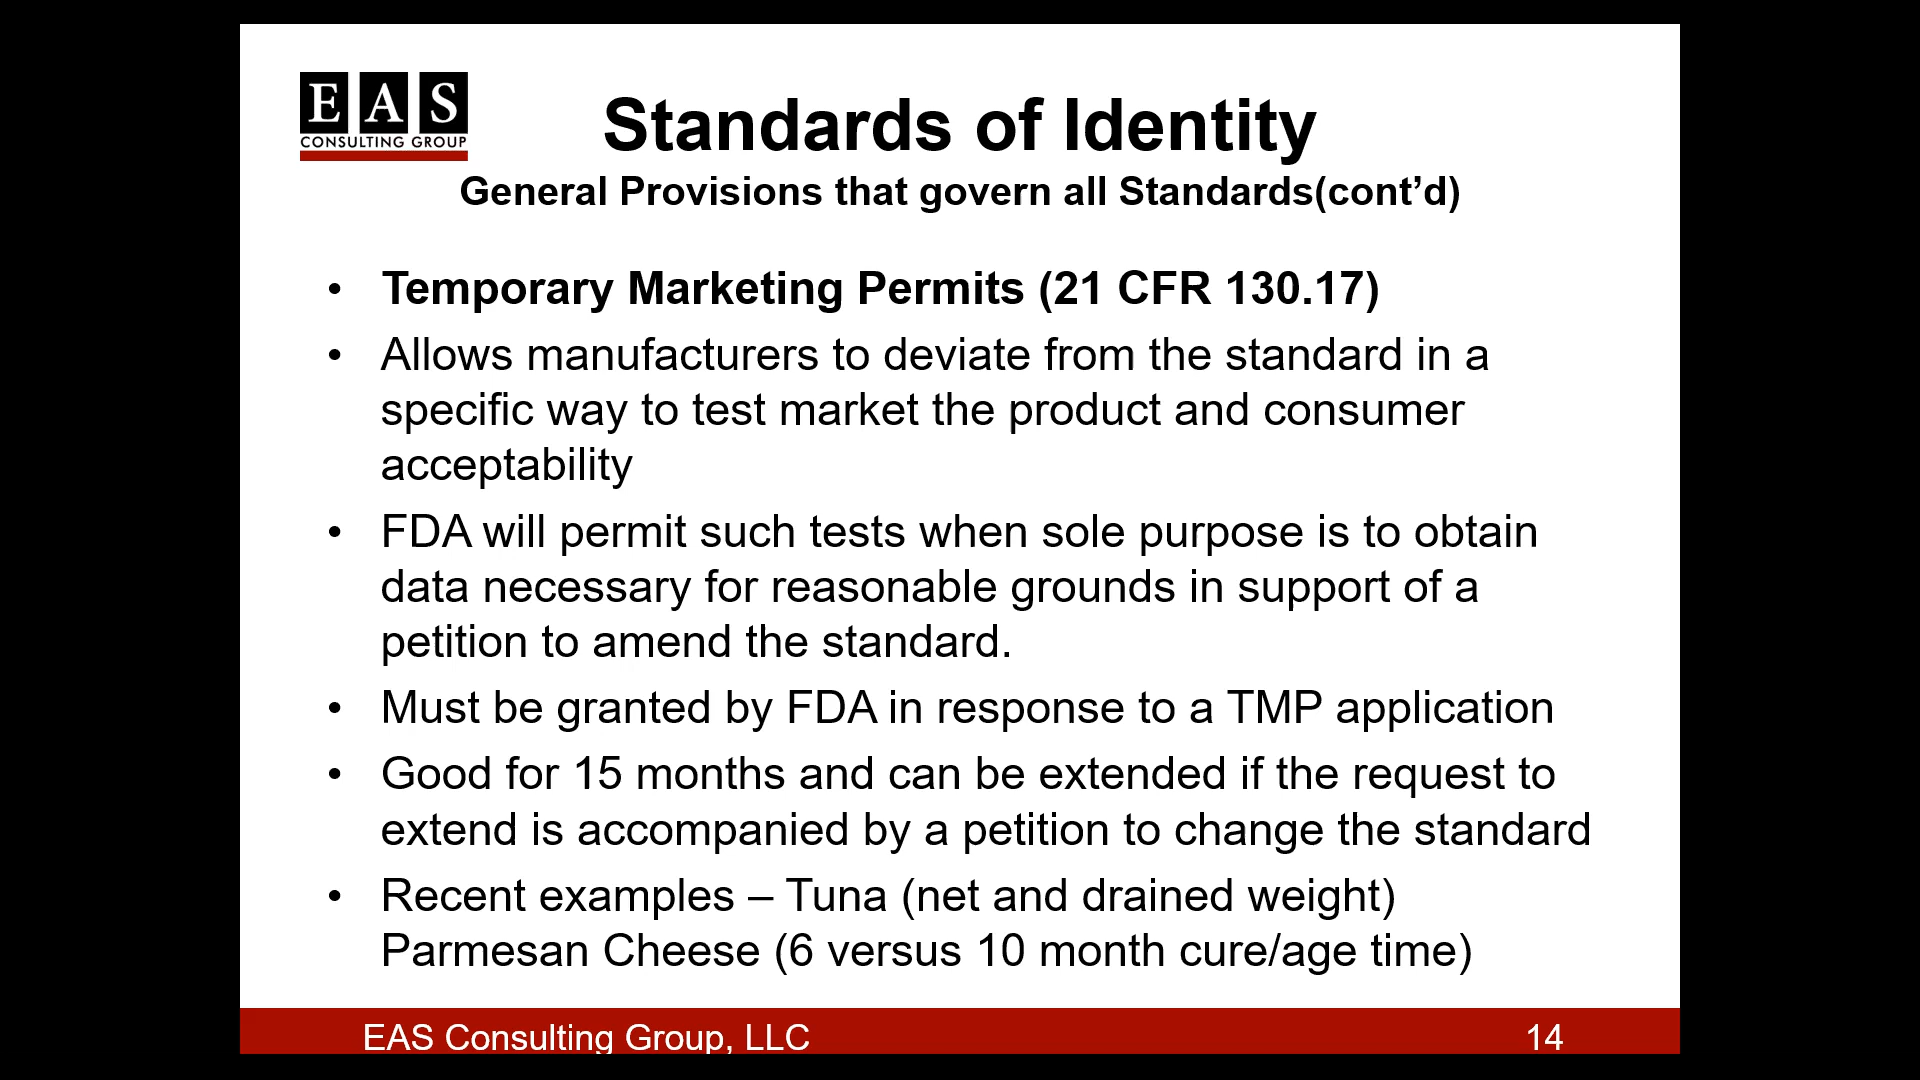 EAS
CONSULTING GROUP
Standards of Identity
General Provisions that govern all Standards(cont’d)
• Temporary Marketing Permits (21 CFR 130.17)
• Allows manufacturers to deviate from the standard in a
specific way to test market the product and consumer
acceptability
• FDA will permit such tests when sole purpose is to obtain
data necessary for reasonable grounds in support of a
petition to amend the standard.
• Must be granted by FDA in response to a TMP application
• Good for 15 months and can be extended if the request to
extend is accompanied by a petition to change the standard
• Recent examples – Tuna (net and drained weight)
Parmesan Cheese (6 versus 10 month cure/age time)
EAS Consulting Group, LLC
14